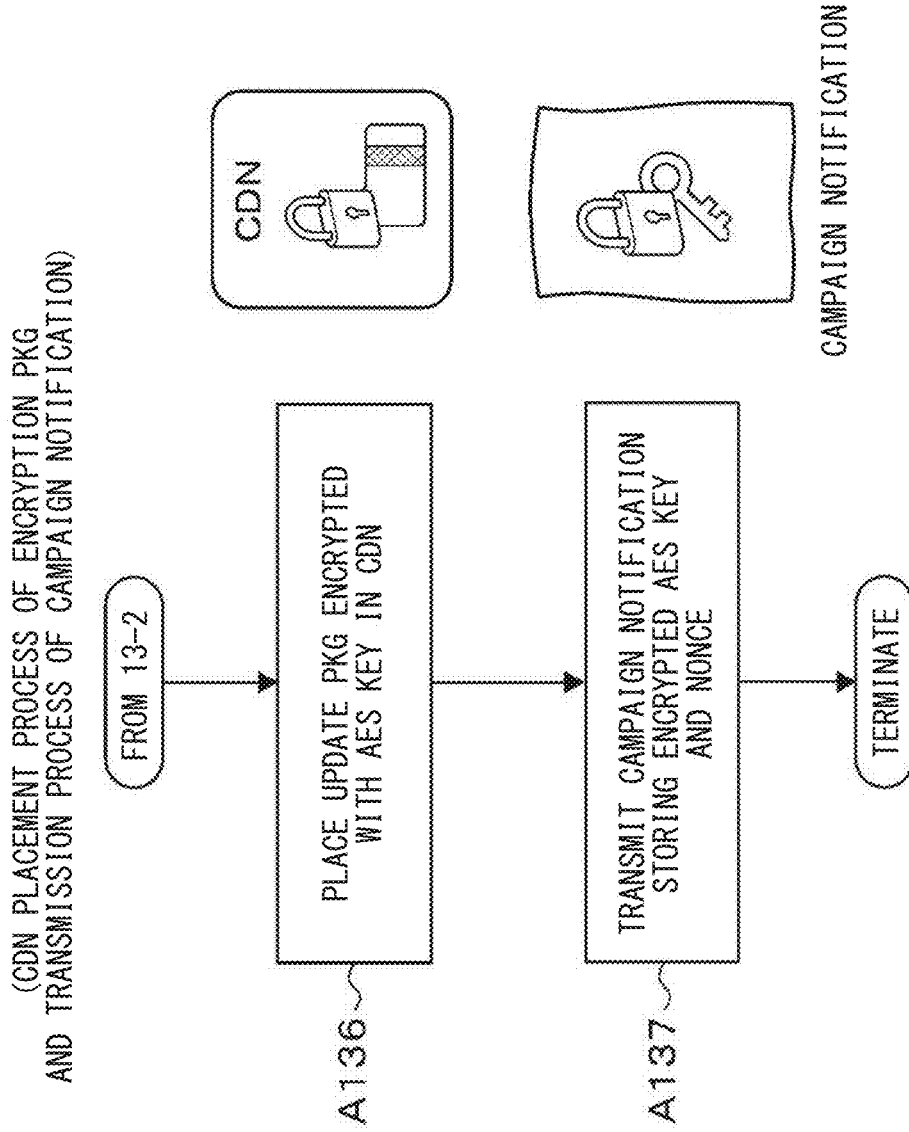 (CDN PLACEMENT PROCESS OF ENCRYPTION PKG
AND TRANSMISSION PROCESS OF CAMPAIGN NOTIFICATION)
FROM 13-2
A136
PLACE UPDATE PKG ENCRYPTED
WITH AES KEY IN CDN
CDN
A137
TRANSMIT CAMPAIGN NOTIFICATION
STORING ENCRYPTED AES KEY
AND NONCE
CAMPAIGN NOTIFICATION
TERMINATE